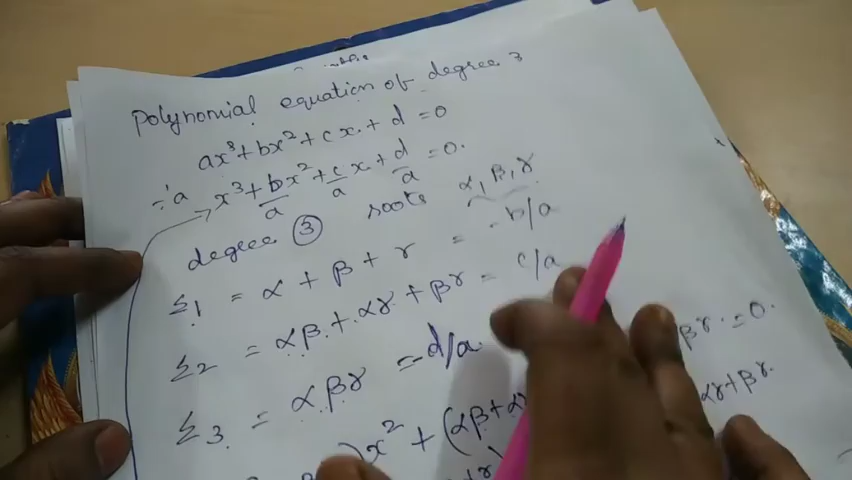 Polynomial equation of degree 3
ax³+bx²+cx+d=0
÷a x³+b/a x²+c/a x+d/a=0.
degree 3 roots α,β,γ
Σ1 = α+β+γ = -b/a
Σ2 = αβ+αγ+βγ = c/a
Σ3 = αβγ = d/a
βγ=0.
)x²+(αβ+α
αγ+βγ.